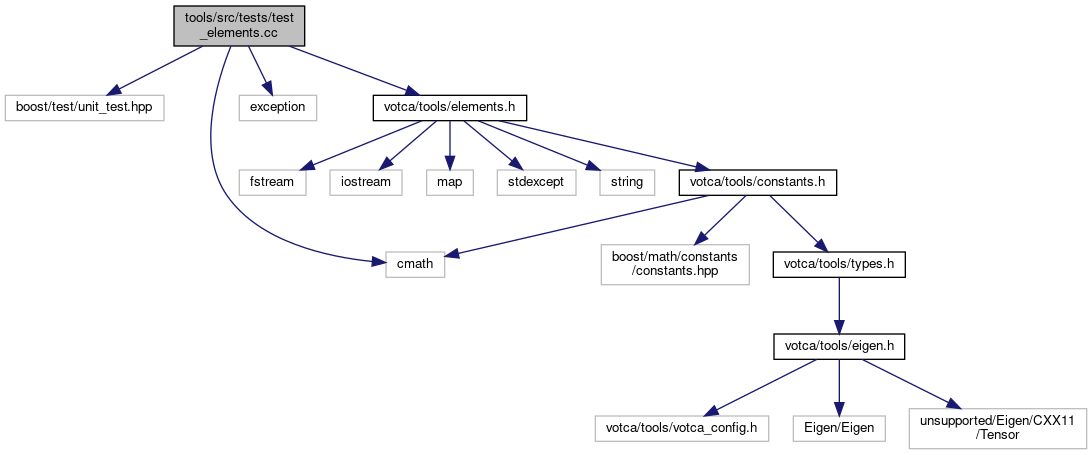 tools/src/tests/test
_elements.cc
boost/test/unit_test.hpp
exception
votca/tools/elements.h
fstream
iostream
map
stdexcept
string
votca/tools/constants.h
cmath
boost/math/constants
/constants.hpp
votca/tools/types.h
votca/tools/eigen.h
votca/tools/votca_config.h
Eigen/Eigen
unsupported/Eigen/CXX11
/Tensor